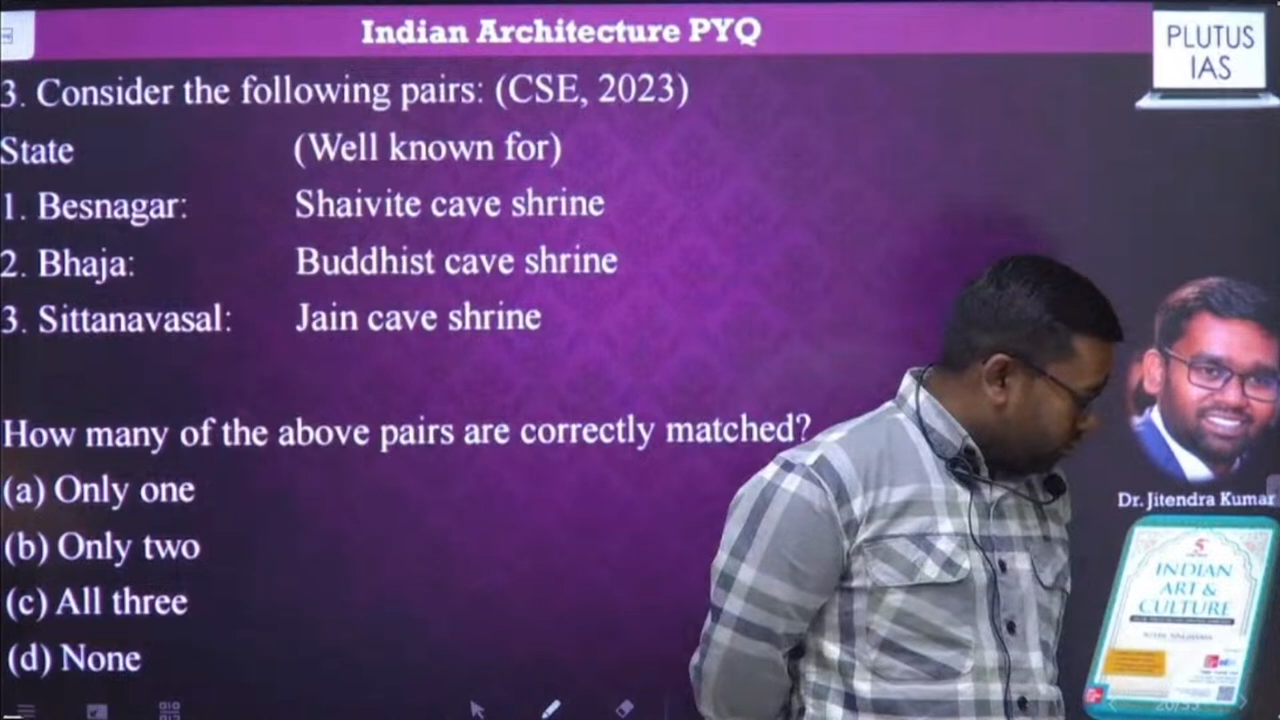 Indian Architecture PYQ
PLUTUS
IAS
3. Consider the following pairs: (CSE, 2023)
State (Well known for)
1. Besnagar: Shaivite cave shrine
2. Bhaja: Buddhist cave shrine
3. Sittanavasal: Jain cave shrine
How many of the above pairs are correctly matched?
(a) Only one
(b) Only two
(c) All three
(d) None
Dr. Jitendra Kumar
INDIAN
ART &
CULTURE
20/55